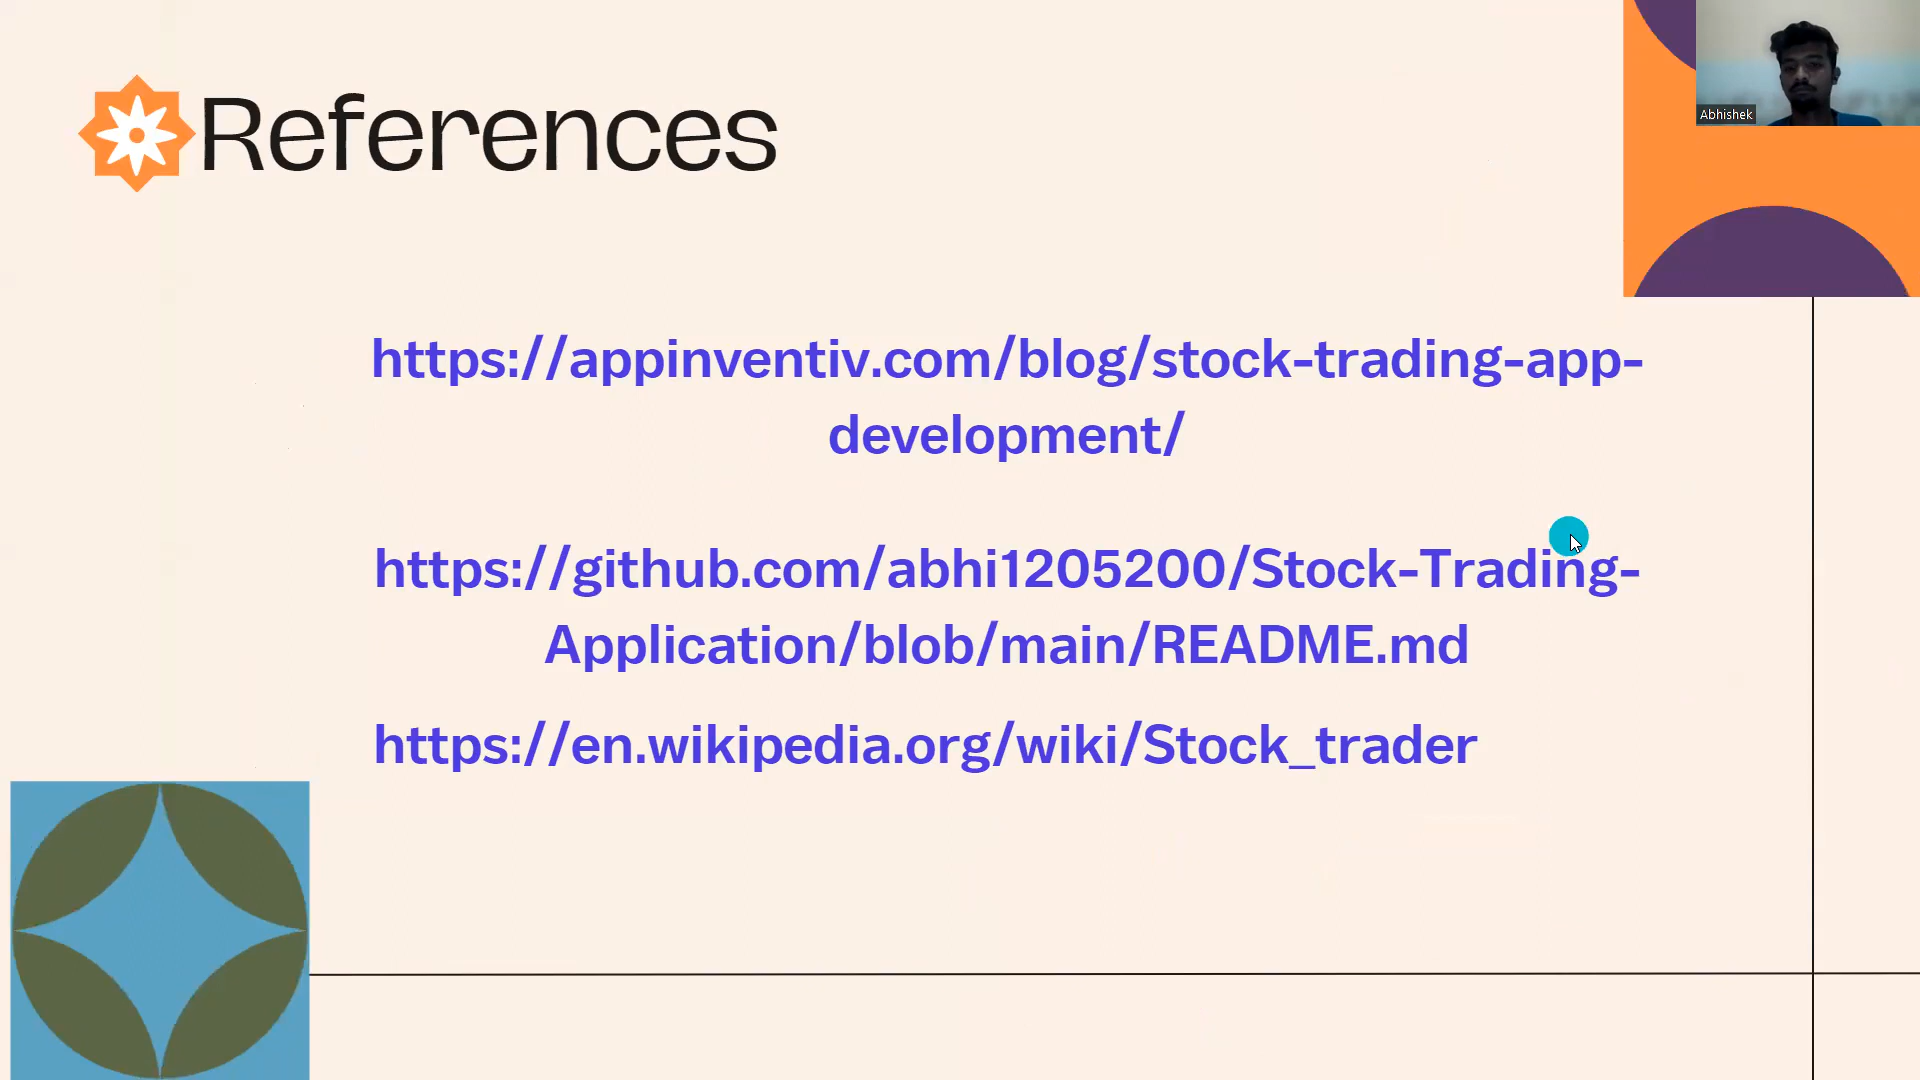 Abhishek
References
https://appinventiv.com/blog/stock-trading-app-
development/
https://github.com/abhi1205200/Stock-Trading-
Application/blob/main/README.md
https://en.wikipedia.org/wiki/Stock_trader